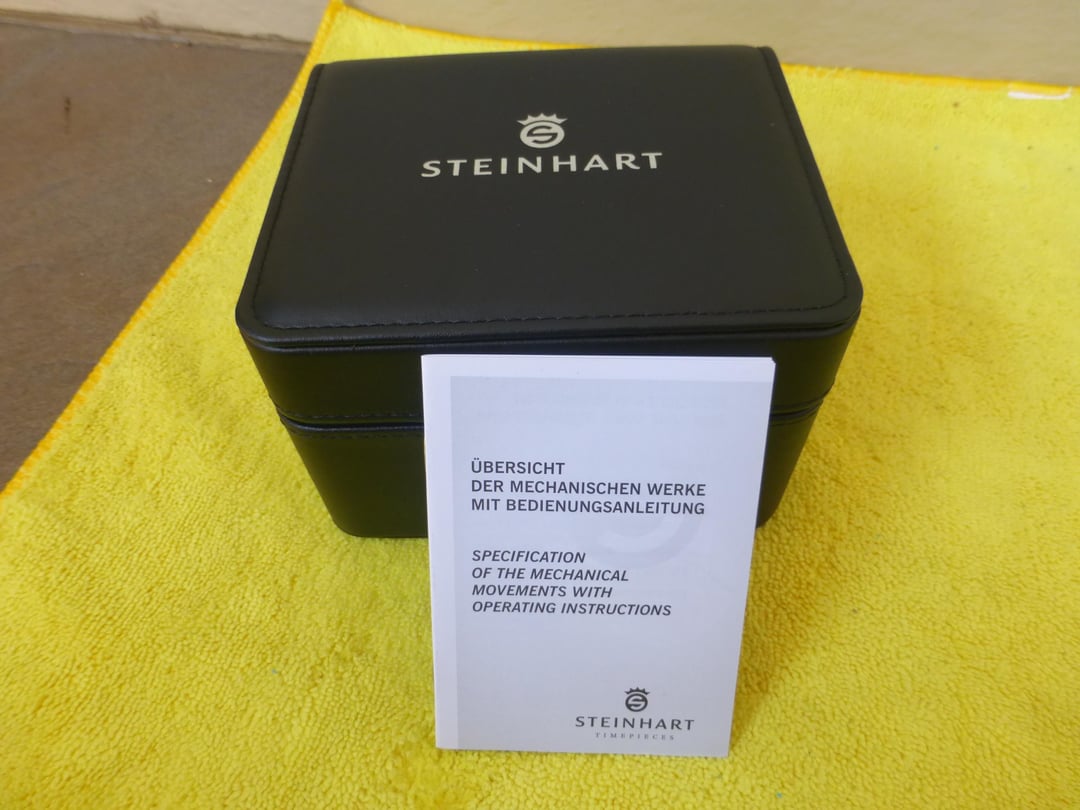 STEINHART
ÜBERSICHT
DER MECHANISCHEN WERKE
MIT BEDIENUNGSANLEITUNG
SPECIFICATION
OF THE MECHANICAL
MOVEMENTS WITH
OPERATING INSTRUCTIONS
STEINHART
TIMEPIECES